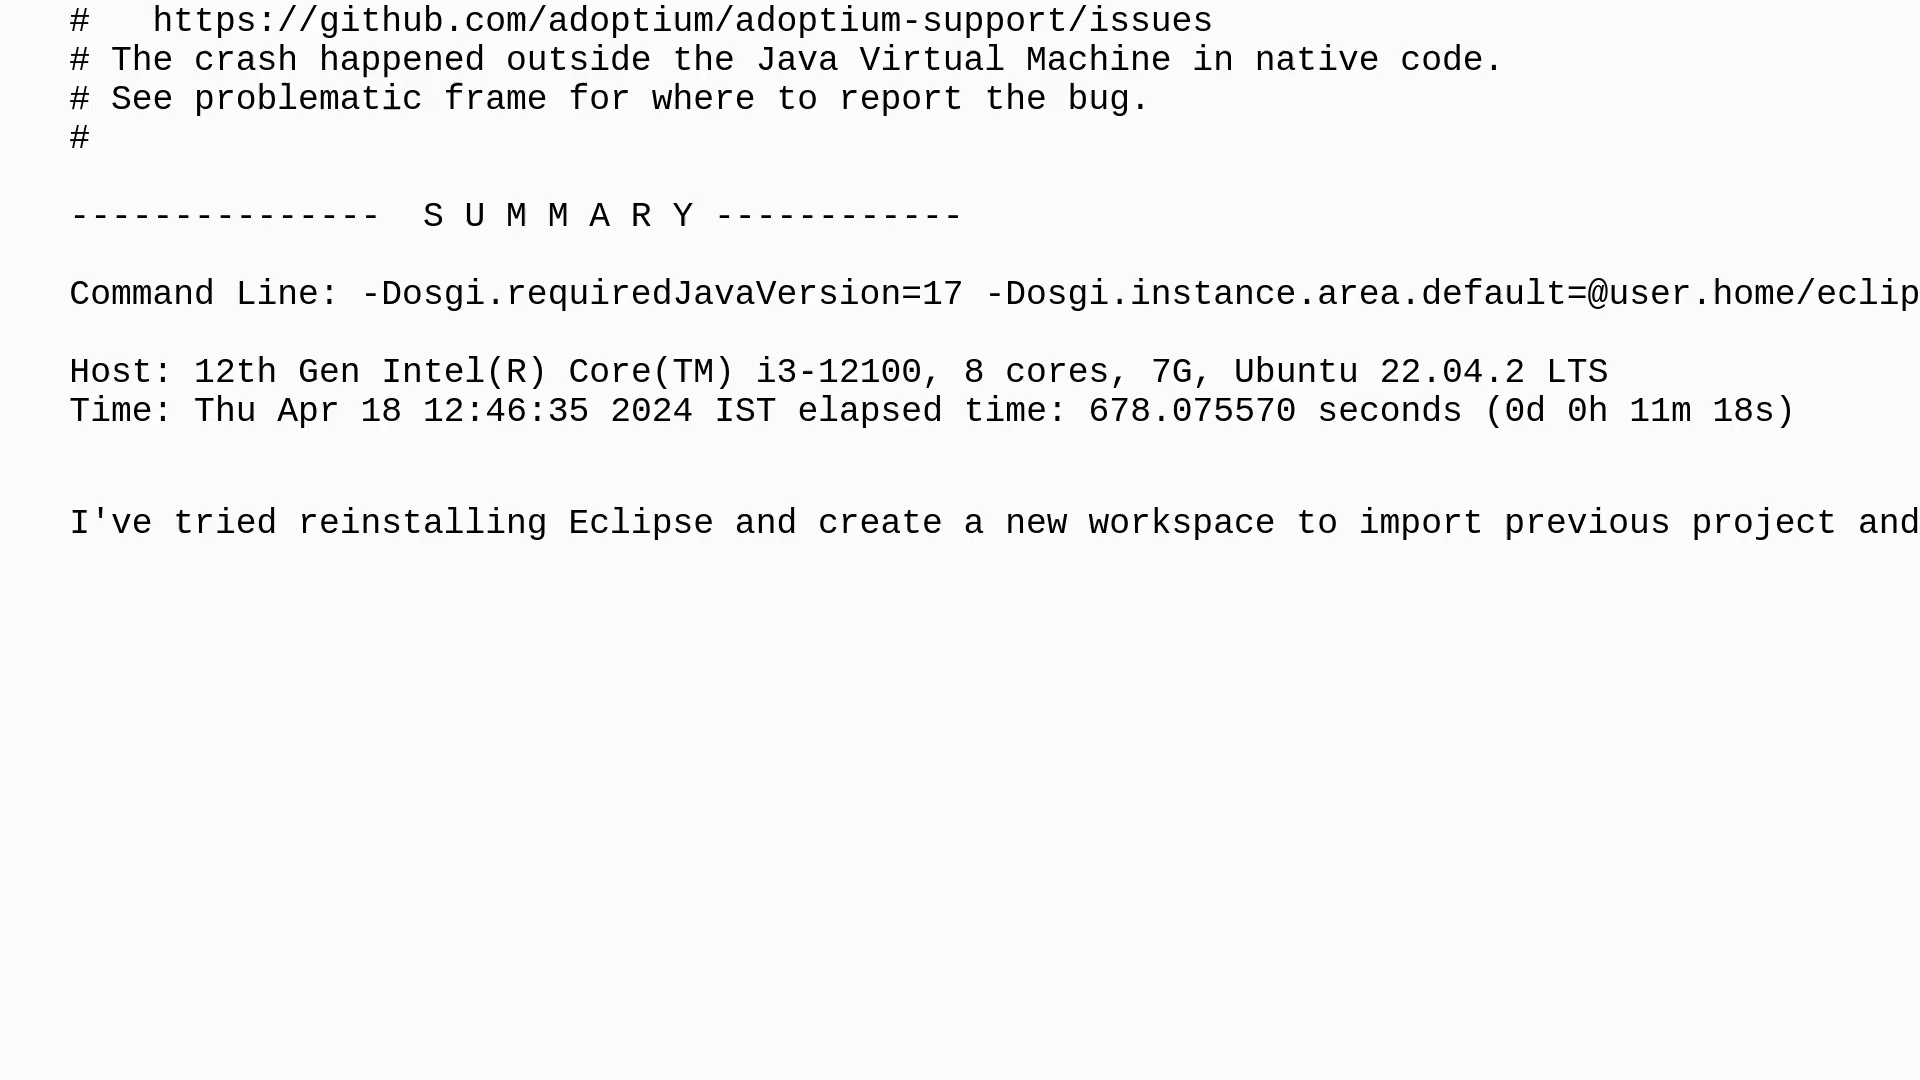 #   https://github.com/adoptium/adoptium-support/issues
# The crash happened outside the Java Virtual Machine in native code.
# See problematic frame for where to report the bug.
#
---------------  S U M M A R Y ------------
Command Line: -Dosgi.requiredJavaVersion=17 -Dosgi.instance.area.default=@user.home/eclip
Host: 12th Gen Intel(R) Core(TM) i3-12100, 8 cores, 7G, Ubuntu 22.04.2 LTS
Time: Thu Apr 18 12:46:35 2024 IST elapsed time: 678.075570 seconds (0d 0h 11m 18s)
I've tried reinstalling Eclipse and create a new workspace to import previous project and